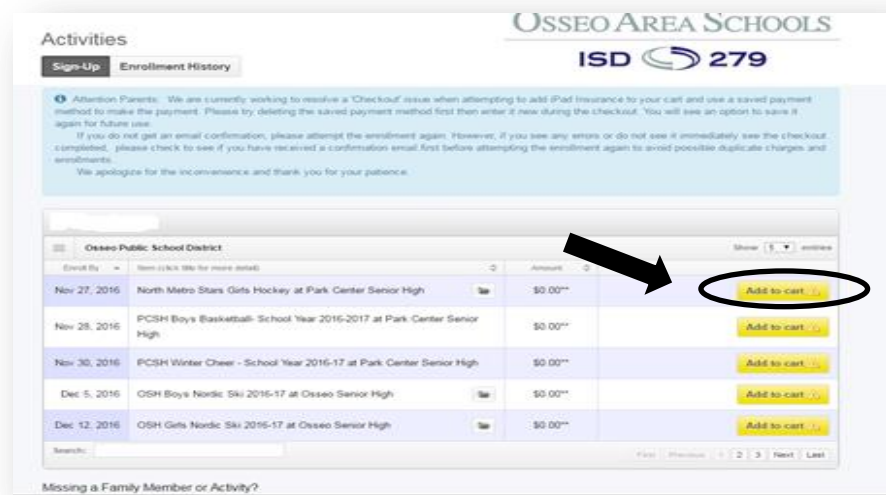 OSSEO AREA SCHOOLS
ISD 279
Activities
Sign-Up Enrollment History
Attention Parents: We are currently working to resolve a 'Checkout' issue when attempting to add iPad Insurance to your cart and use a saved payment
method to make the payment. Please try deleting the saved payment method first then enter it new during the checkout. You will see an option to save it
again for future use.
If you do not get an email confirmation, please attempt the enrollment again. However, if you see any errors or do not see it immediately see the checkout
completed, please check to see if you have received a confirmation email first before attempting the enrollment again to avoid possible duplicate charges and
enrollments.
We apologize for the inconvenience and thank you for your patience.
Osseo Public School District Show 5 entries
Enroll By Item (click title for more detail) Amount
Nov 27, 2016 North Metro Stars Girls Hockey at Park Center Senior High $0.00** Add to cart
Nov 28, 2016 PCSH Boys Basketball- School Year 2016-2017 at Park Center Senior
High $0.00** Add to cart
Nov 30, 2016 PCSH Winter Cheer - School Year 2016-17 at Park Center Senior High $0.00** Add to cart
Dec 5, 2016 OSH Boys Nordic Ski 2016-17 at Osseo Senior High $0.00** Add to cart
Dec 12, 2016 OSH Girls Nordic Ski 2016-17 at Osseo Senior High $0.00** Add to cart
Search: First Previous 1 2 3 Next Last
Missing a Family Member or Activity?